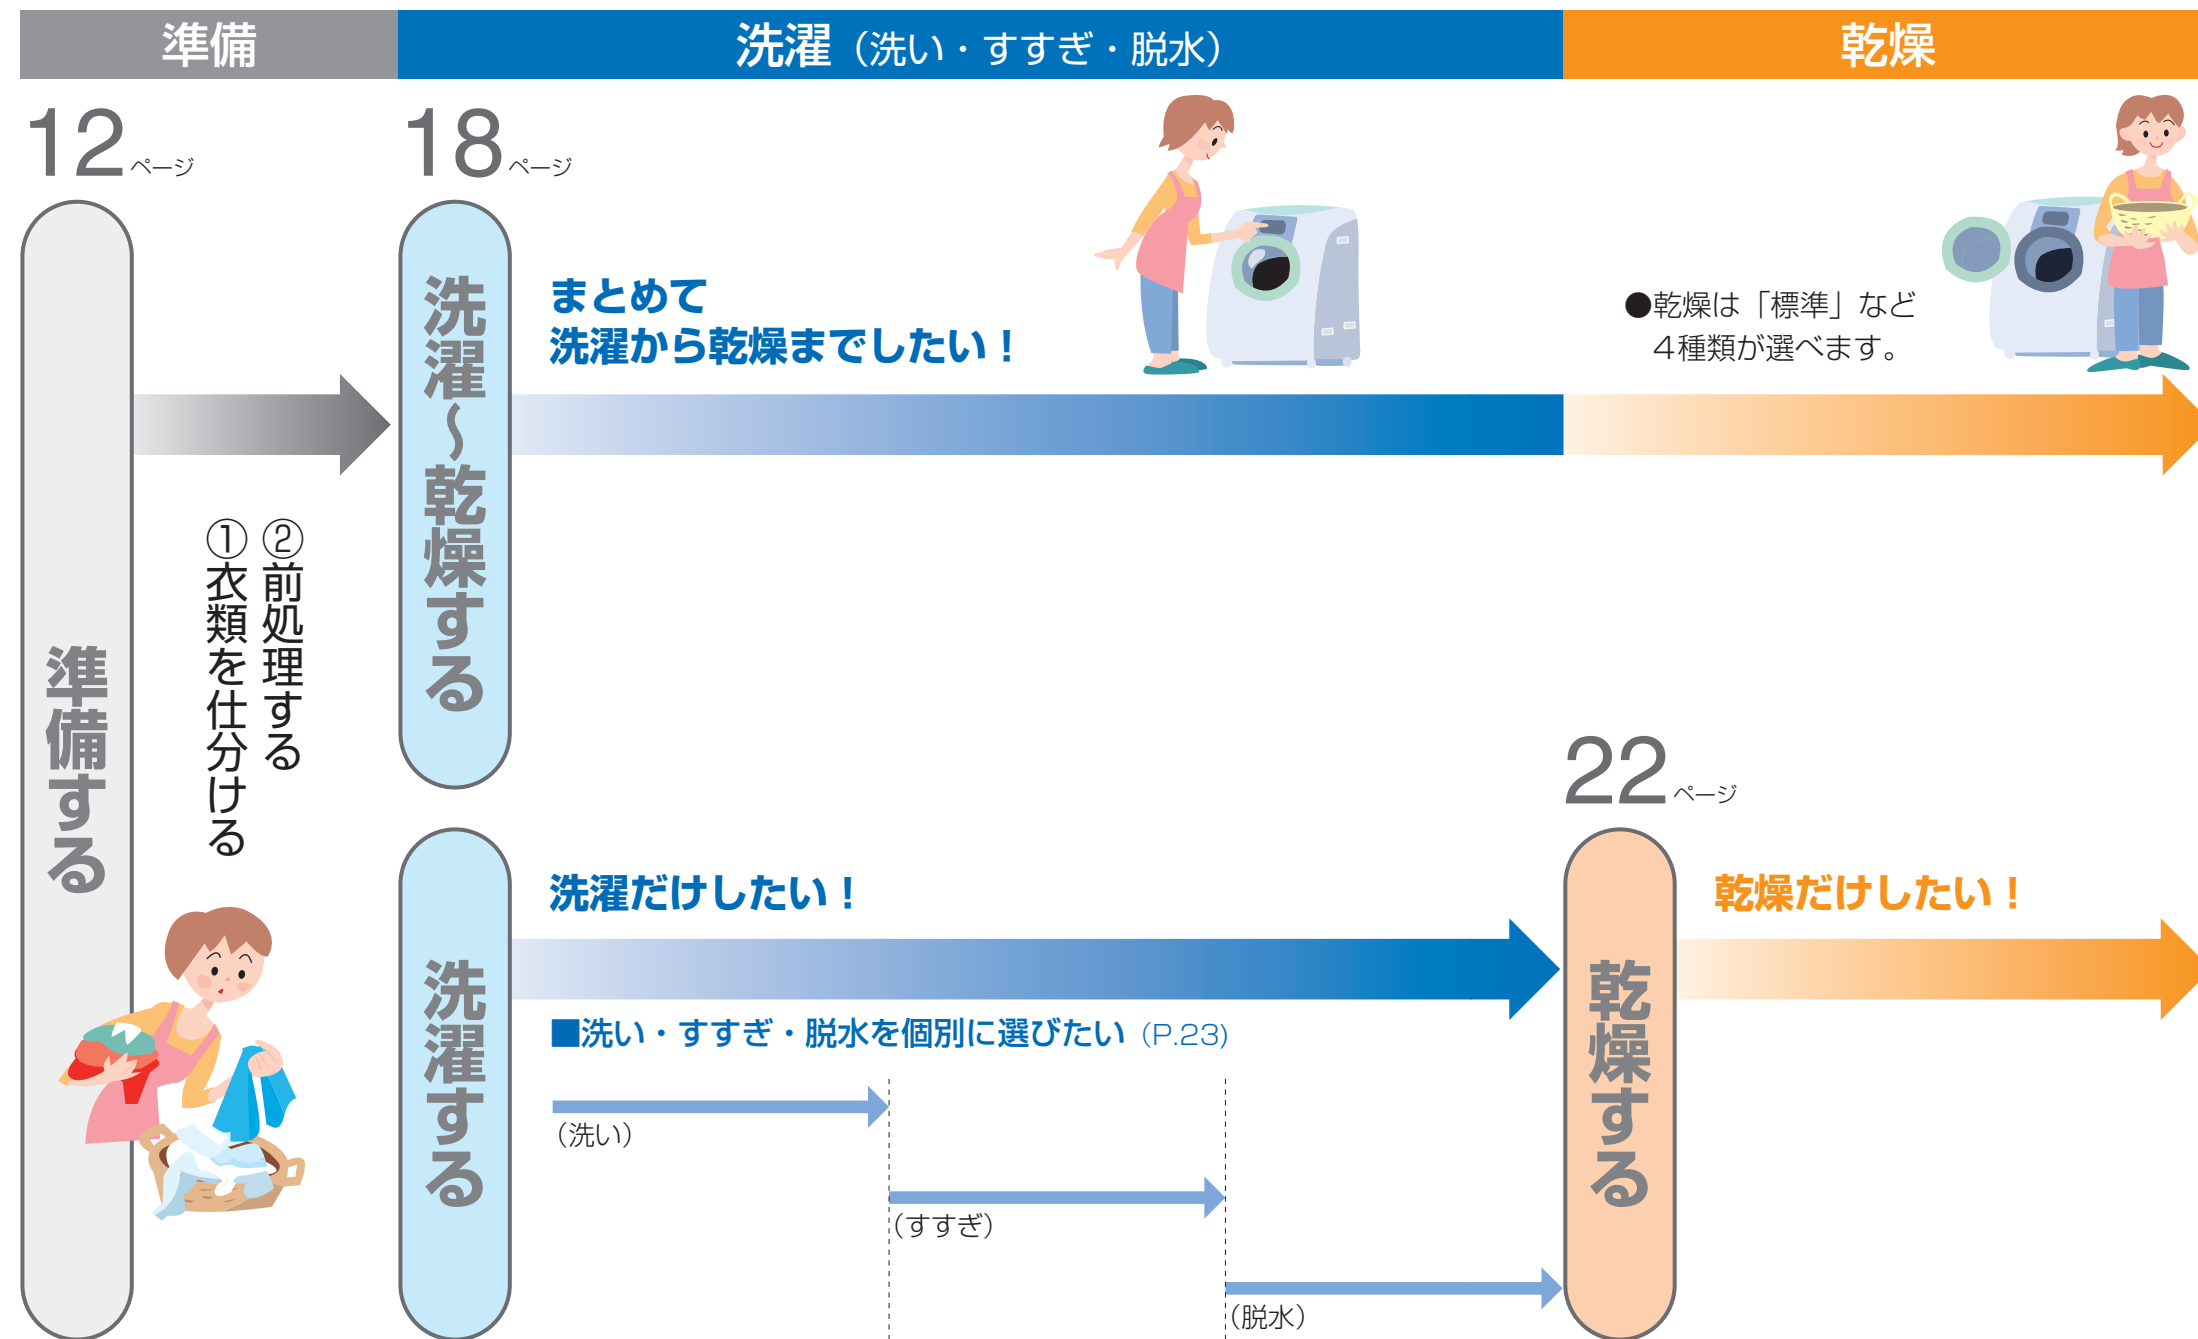 準備
洗濯（洗い・すすぎ・脱水）
乾燥
12ページ
18ページ
準備する
①衣類を仕分ける
②前処理する
洗濯〜乾燥する
まとめて
洗濯から乾燥までしたい！
●乾燥は「標準」など
４種類が選べます。
洗濯する
洗濯だけしたい！
■洗い・すすぎ・脱水を個別に選びたい（P.23）
（洗い）
（すすぎ）
（脱水）
22ページ
乾燥する
乾燥だけしたい！